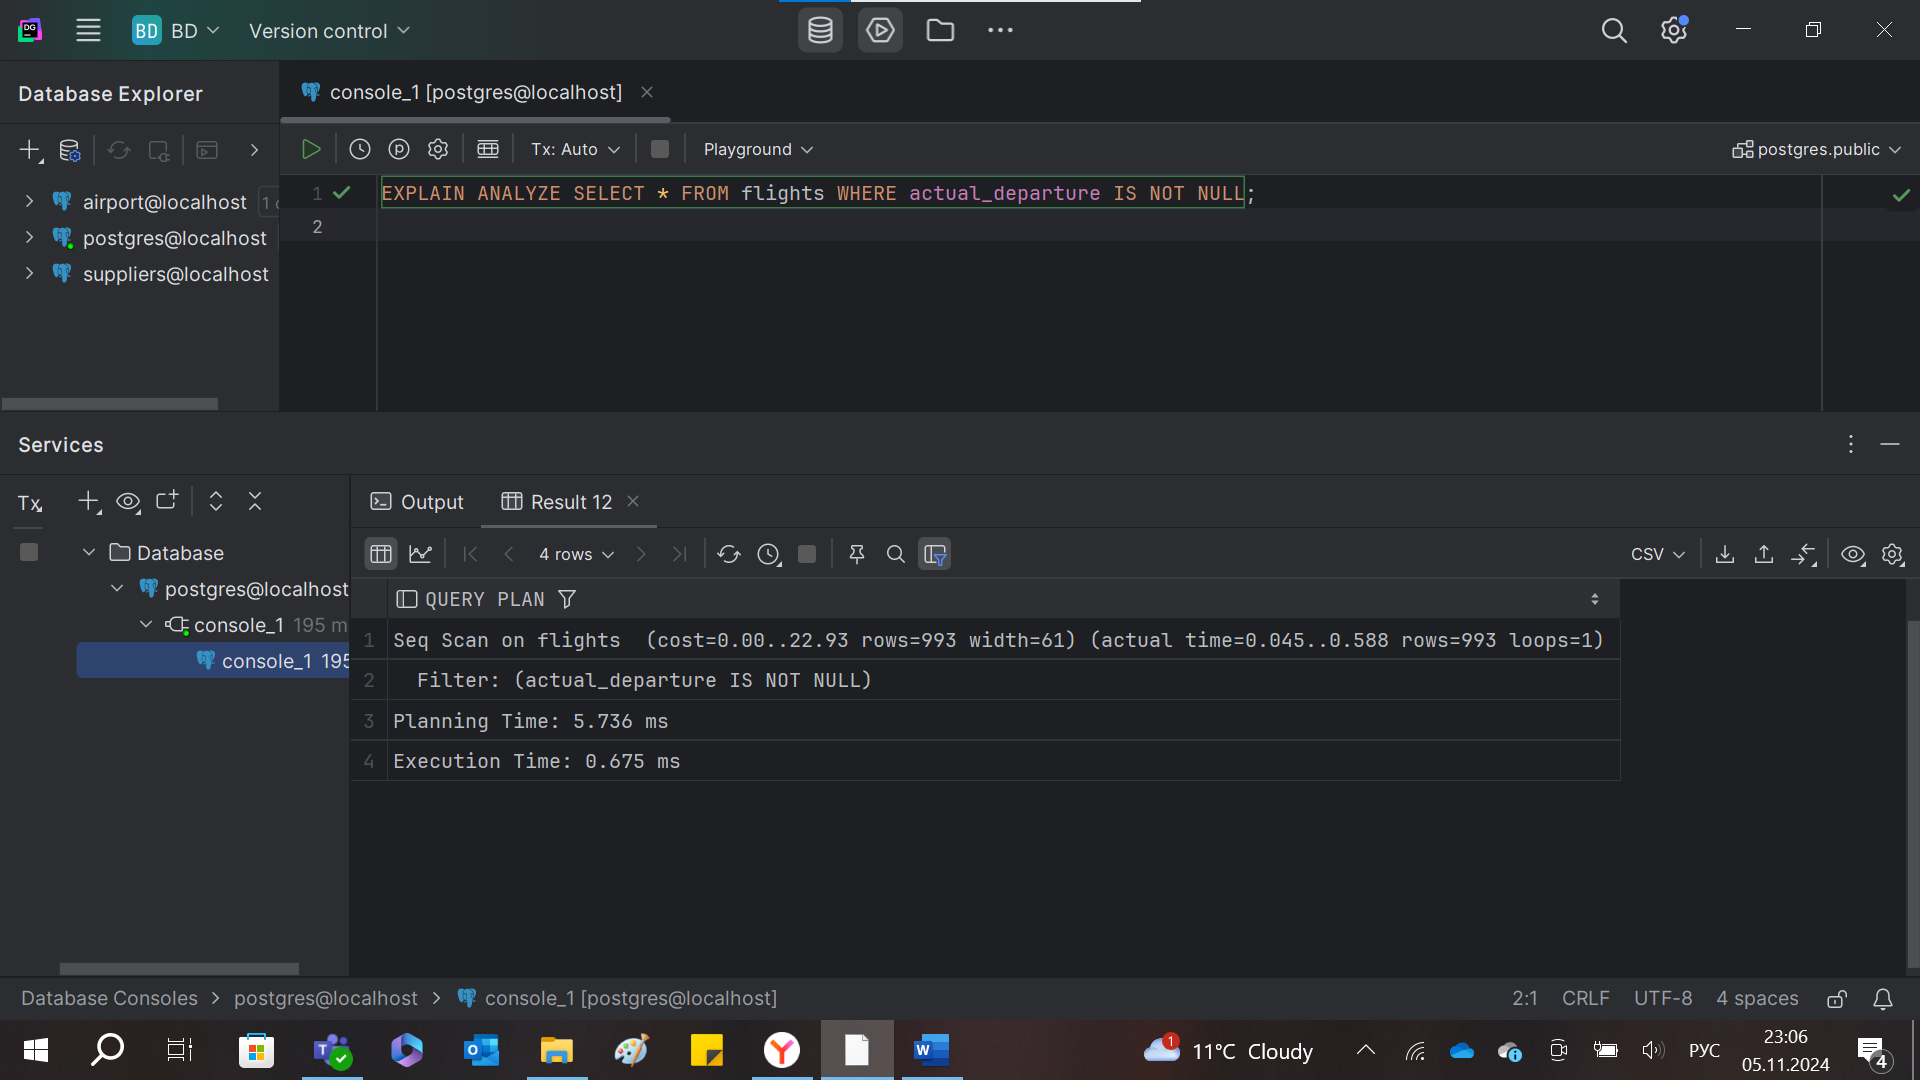 BD BD Version control
Database Explorer
console_1 [postgres@localhost]
Tx: Auto Playground postgres.public
airport@localhost 1
postgres@localhost
suppliers@localhost
1 EXPLAIN ANALYZE SELECT * FROM flights WHERE actual_departure IS NOT NULL;
2
Services
Tx
Output Result 12
Database
postgres@localhost
console_1 195 m
console_1 195
4 rows CSV
QUERY PLAN
1 Seq Scan on flights  (cost=0.00..22.93 rows=993 width=61) (actual time=0.045..0.588 rows=993 loops=1)
2   Filter: (actual_departure IS NOT NULL)
3 Planning Time: 5.736 ms
4 Execution Time: 0.675 ms
Database Consoles > postgres@localhost > console_1 [postgres@localhost] 2:1 CRLF UTF-8 4 spaces
1 11°C Cloudy РУС 23:06
05.11.2024 4